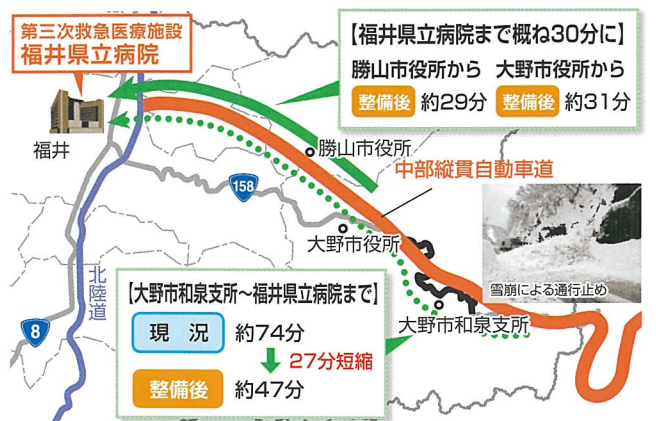 第三次救急医療施設
福井県立病院
【福井県立病院まで概ね30分に】
勝山市役所から 大野市役所から
整備後 約29分 整備後 約31分
福井
勝山市役所
中部縦貫自動車道
158
大野市役所
雪崩による通行止め
北陸道
【大野市和泉支所～福井県立病院まで】
現 況 約74分
27分短縮
整備後 約47分
大野市和泉支所
8